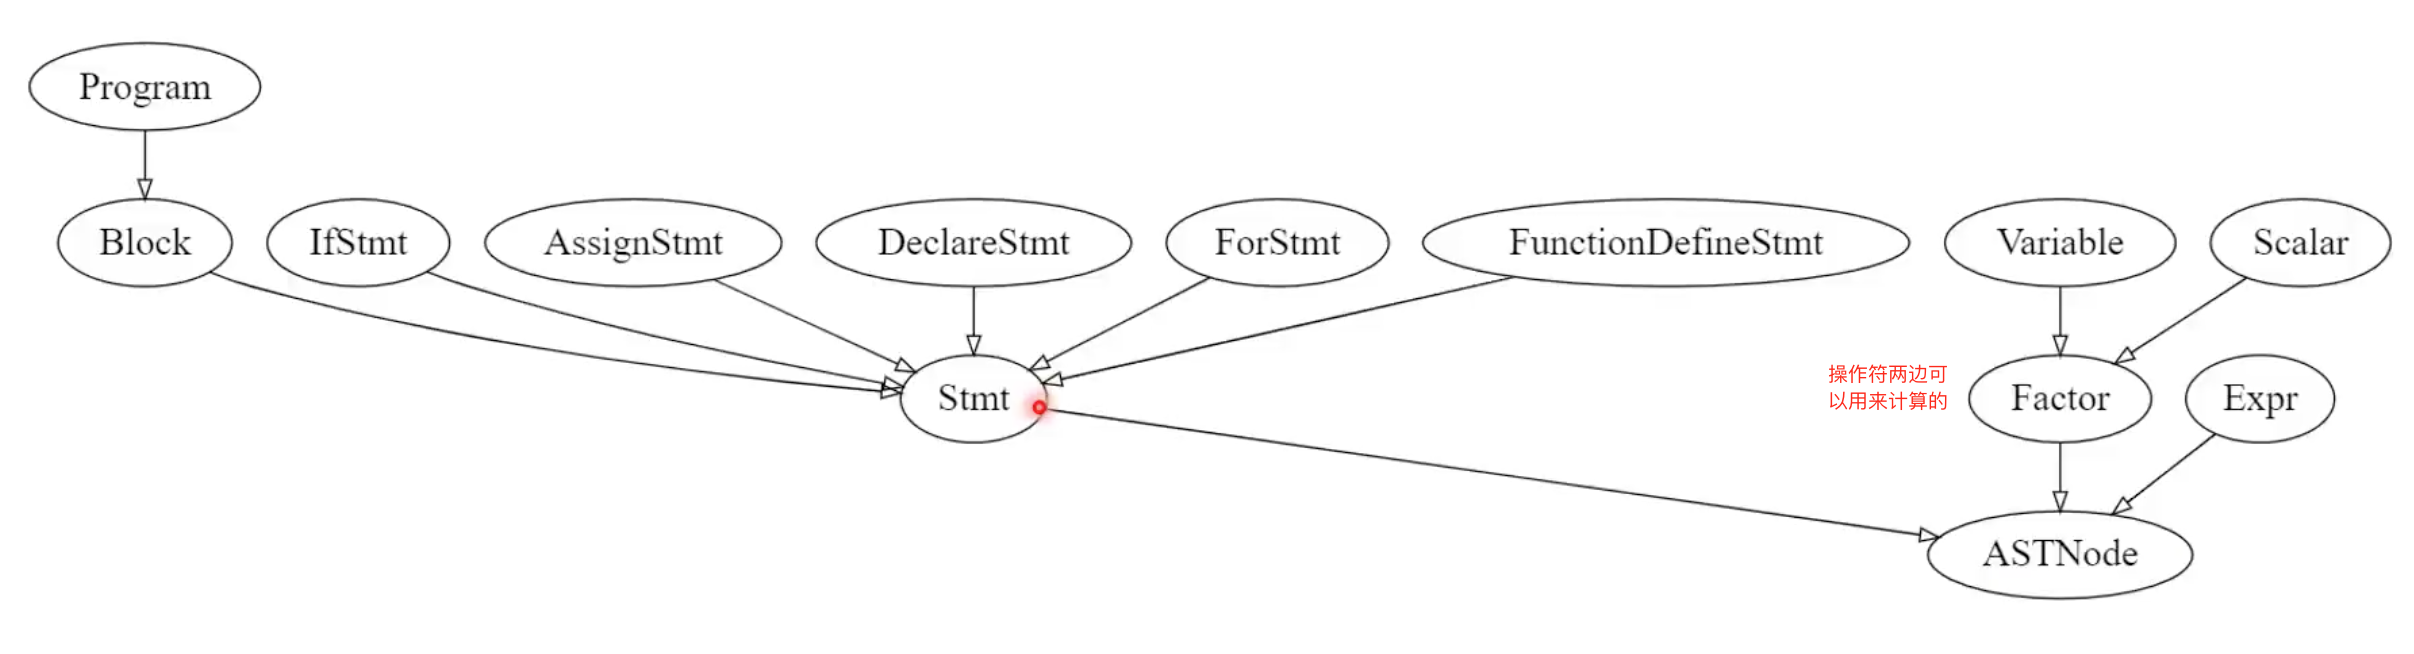 Program
Block
IfStmt
AssignStmt
DeclareStmt
ForStmt
FunctionDefineStmt
Variable
Scalar
Stmt
操作符两边可
以用来计算的
Factor
Expr
ASTNode